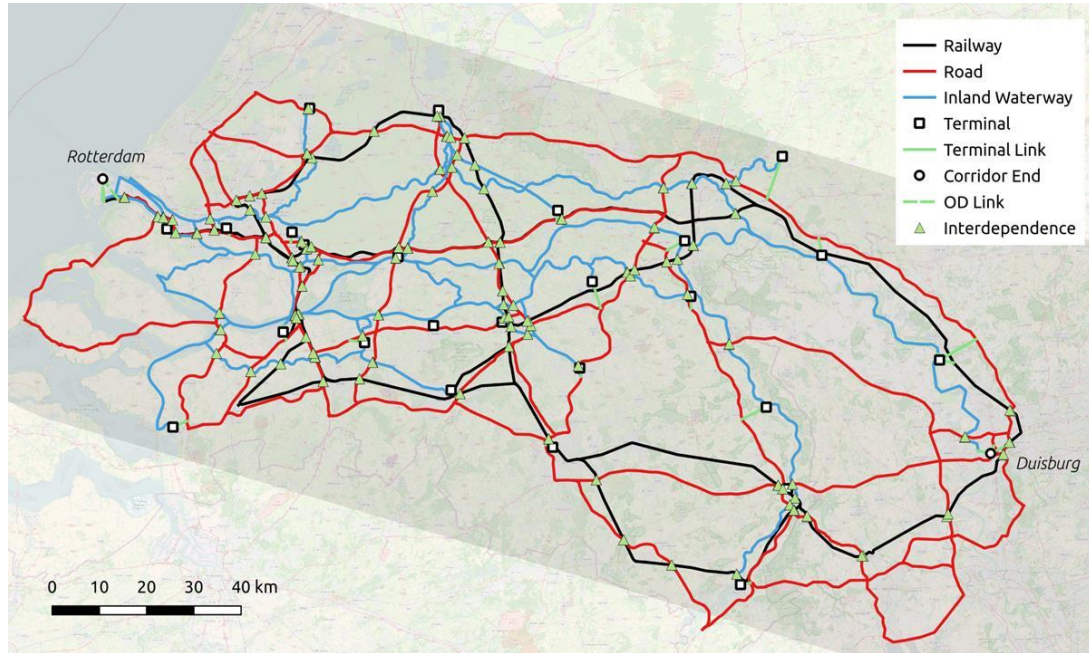 Railway
Road
Inland Waterway
Terminal
Terminal Link
Corridor End
OD Link
Interdependence
Rotterdam
Duisburg
0 10 20 30 40 km